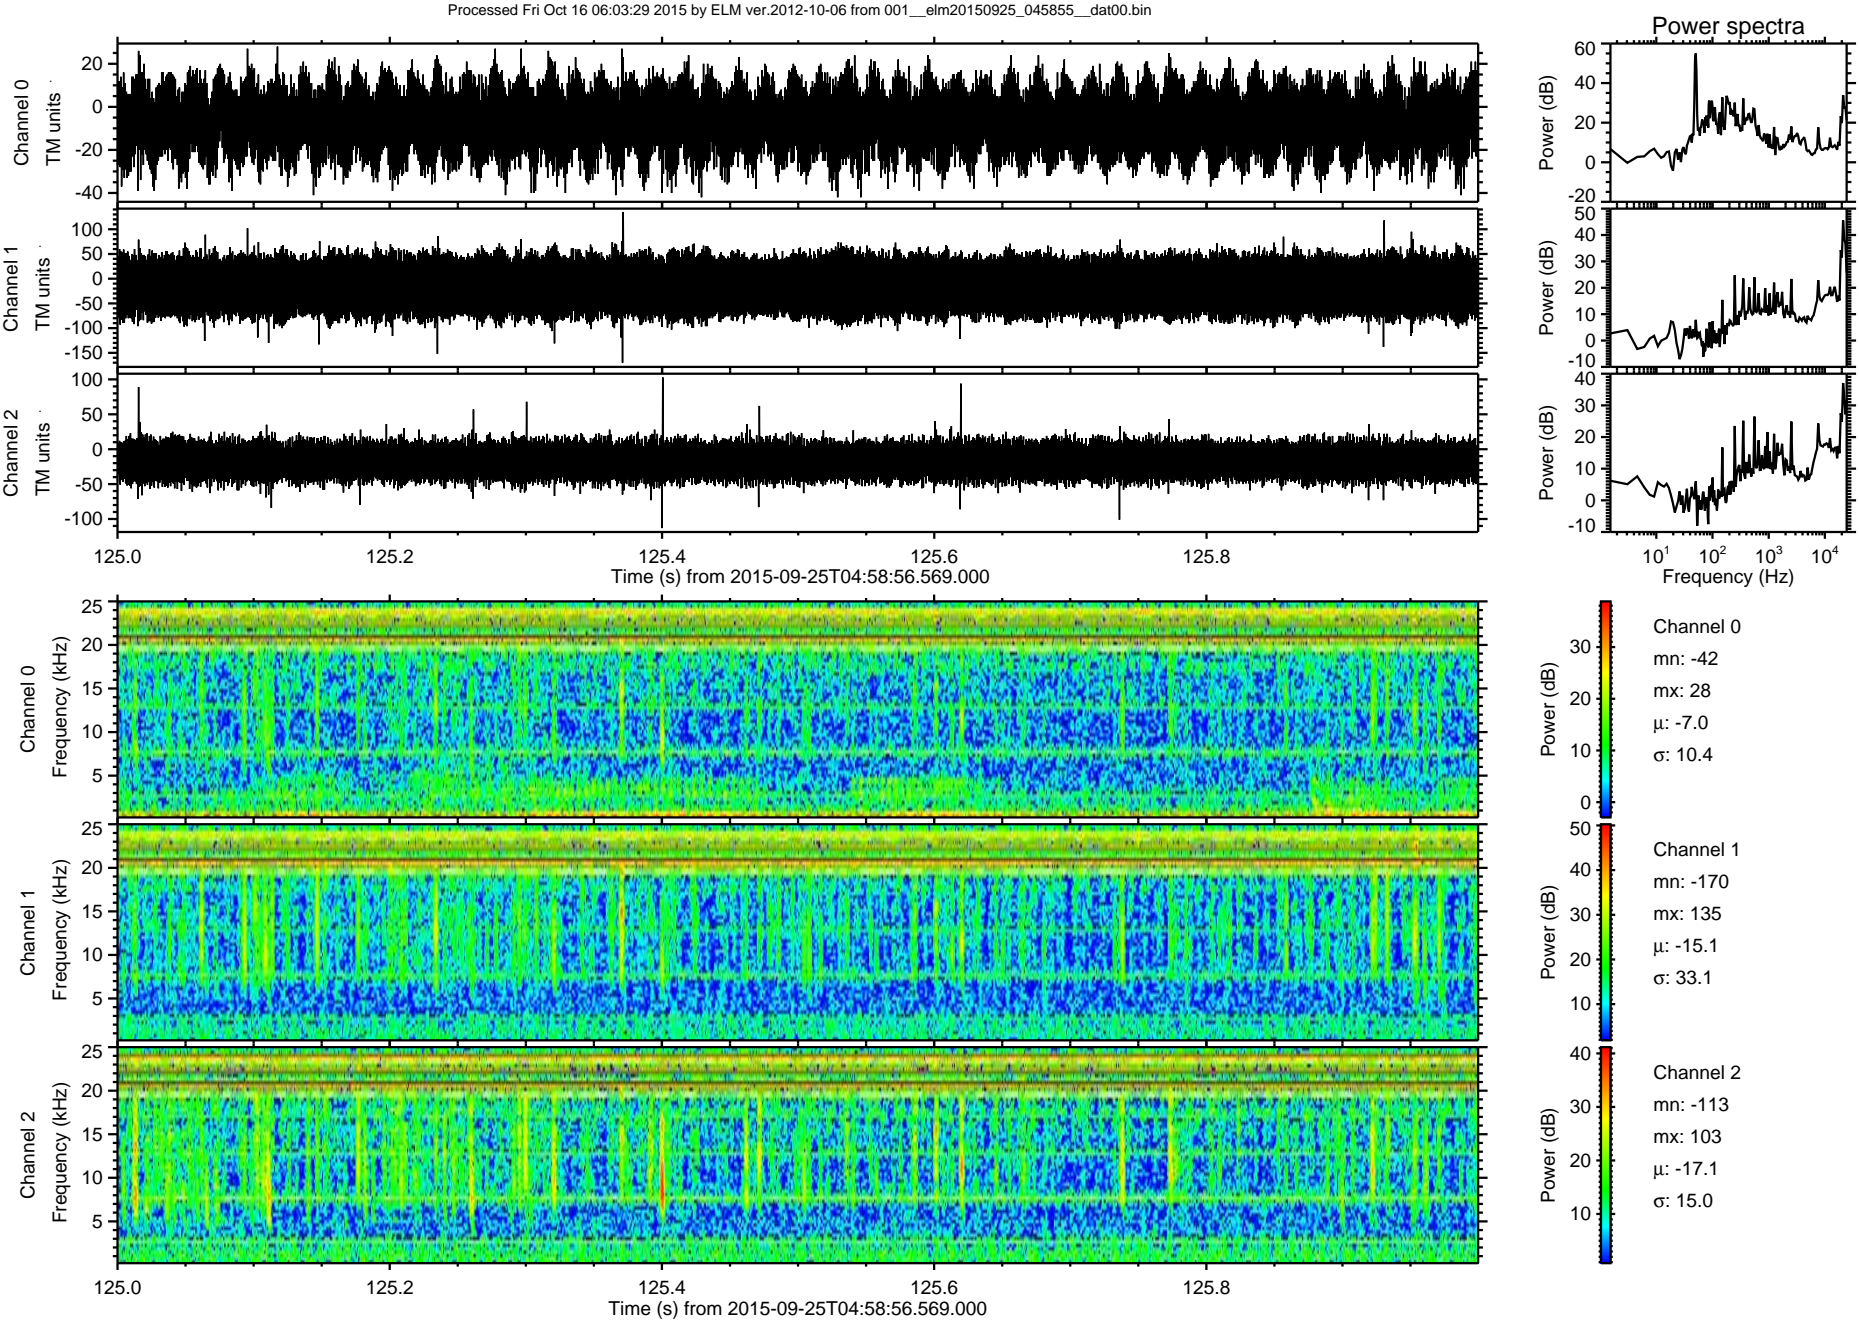 Processed Fri Oct 16 06:03:29 2015 by ELM ver.2012-10-06 from 001__elm20150925_045855__dat00.bin
Power spectra
Channel 0
TM units
20
0
-20
-40
Power (dB)
60
40
20
0
-20
Channel 1
TM units
100
50
0
-50
-100
-150
Power (dB)
50
40
30
20
10
0
-10
Channel 2
TM units
100
50
0
-50
-100
Power (dB)
40
30
20
10
0
-10
125.0 125.2 125.4 125.6 125.8
Time (s) from 2015-09-25T04:58:56.569.000
10^1 10^2 10^3 10^4
Frequency (Hz)
Channel 0
Frequency (kHz)
25
20
15
10
5
Power (dB)
30
20
10
0
Channel 0
mn: -42
mx: 28
μ: -7.0
σ: 10.4
Channel 1
Frequency (kHz)
25
20
15
10
5
Power (dB)
50
40
30
20
10
Channel 1
mn: -170
mx: 135
μ: -15.1
σ: 33.1
Channel 2
Frequency (kHz)
25
20
15
10
5
Power (dB)
40
30
20
10
Channel 2
mn: -113
mx: 103
μ: -17.1
σ: 15.0
125.0 125.2 125.4 125.6 125.8
Time (s) from 2015-09-25T04:58:56.569.000